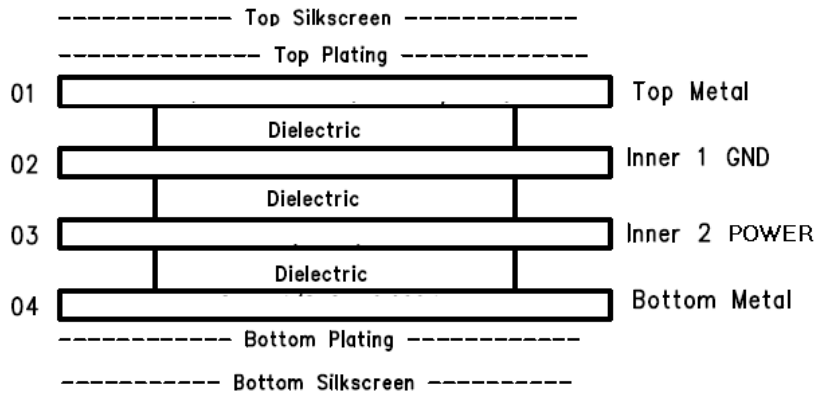 Top Silkscreen
Top Plating
01 Top Metal
Dielectric
02 Inner 1 GND
Dielectric
03 Inner 2 POWER
Dielectric
04 Bottom Metal
Bottom Plating
Bottom Silkscreen